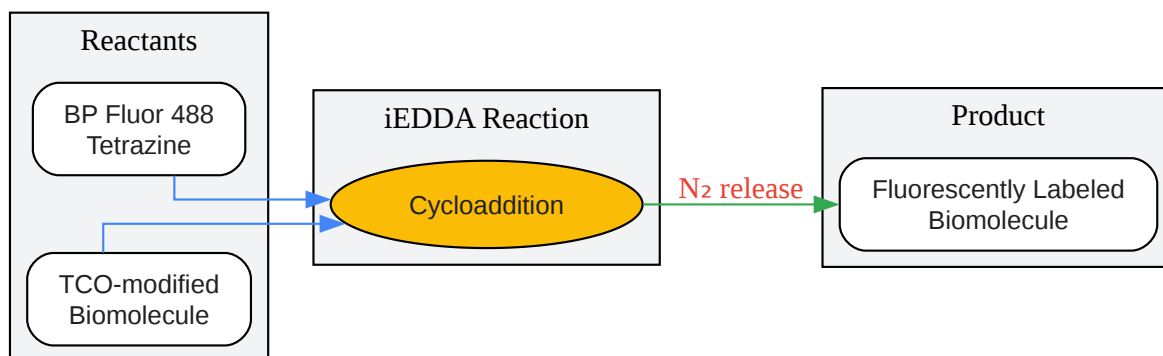 Reactants
BP Fluor 488
Tetrazine
TCO-modified
Biomolecule
iEDDA Reaction
Cycloaddition
N₂ release
Product
Fluorescently Labeled
Biomolecule